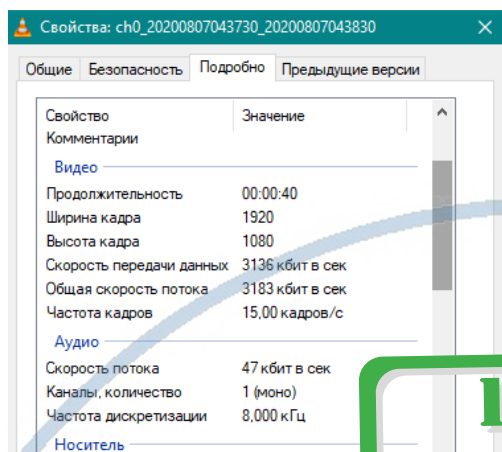 Свойства: ch0_20200807043730_20200807043830
Общие Безопасность Подробно Предыдущие версии
Свойство Значение
Комментарии
Видео
Продолжительность 00:00:40
Ширина кадра 1920
Высота кадра 1080
Скорость передачи данных 3136 кбит в сек
Общая скорость потока 3183 кбит в сек
Частота кадров 15,00 кадров/с
Аудио
Скорость потока 47 кбит в сек
Каналы, количество 1 (моно)
Частота дискретизации 8,000 кГц
Носитель